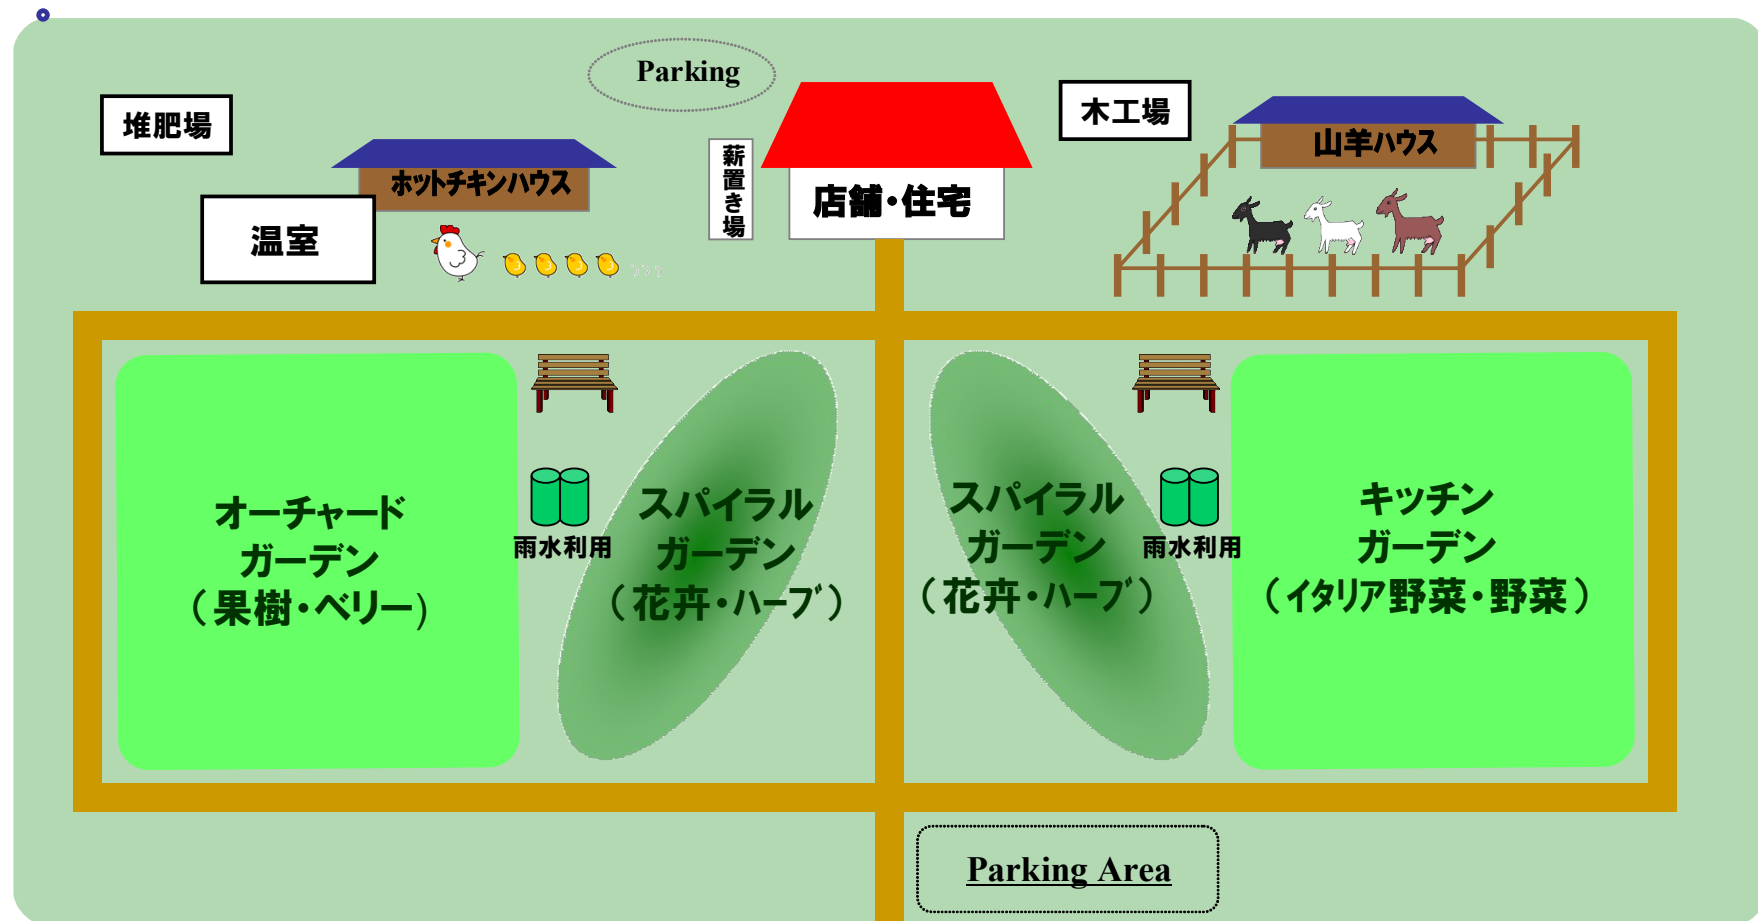 Parking
堆肥場
木工場
山羊ハウス
薪置き場
ホットチキンハウス
店舗・住宅
温室
オーチャード
ガーデン
（果樹・ベリー)
雨水利用
スパイラル
ガーデン
（花卉・ハーブ）
スパイラル
ガーデン
（花卉・ハーブ）
雨水利用
キッチン
ガーデン
（イタリア野菜・野菜）
Parking Area